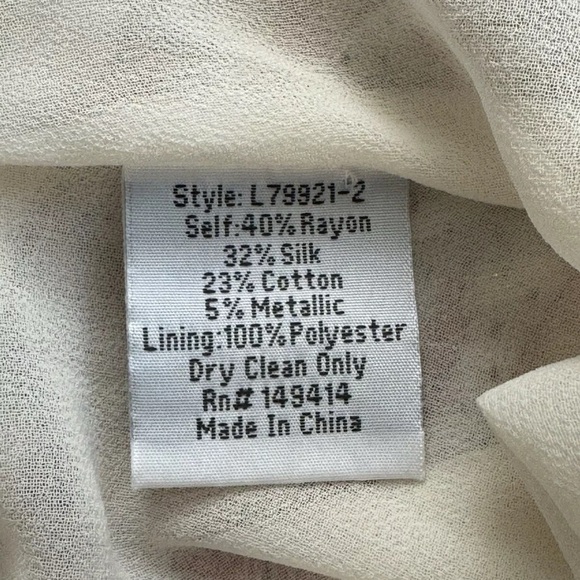 Style: L79921-2
Self:40% Rayon
32% Silk
23% Cotton
5% Metallic
Lining:100% Polyester
Dry Clean Only
Rn# 149414
Made In China